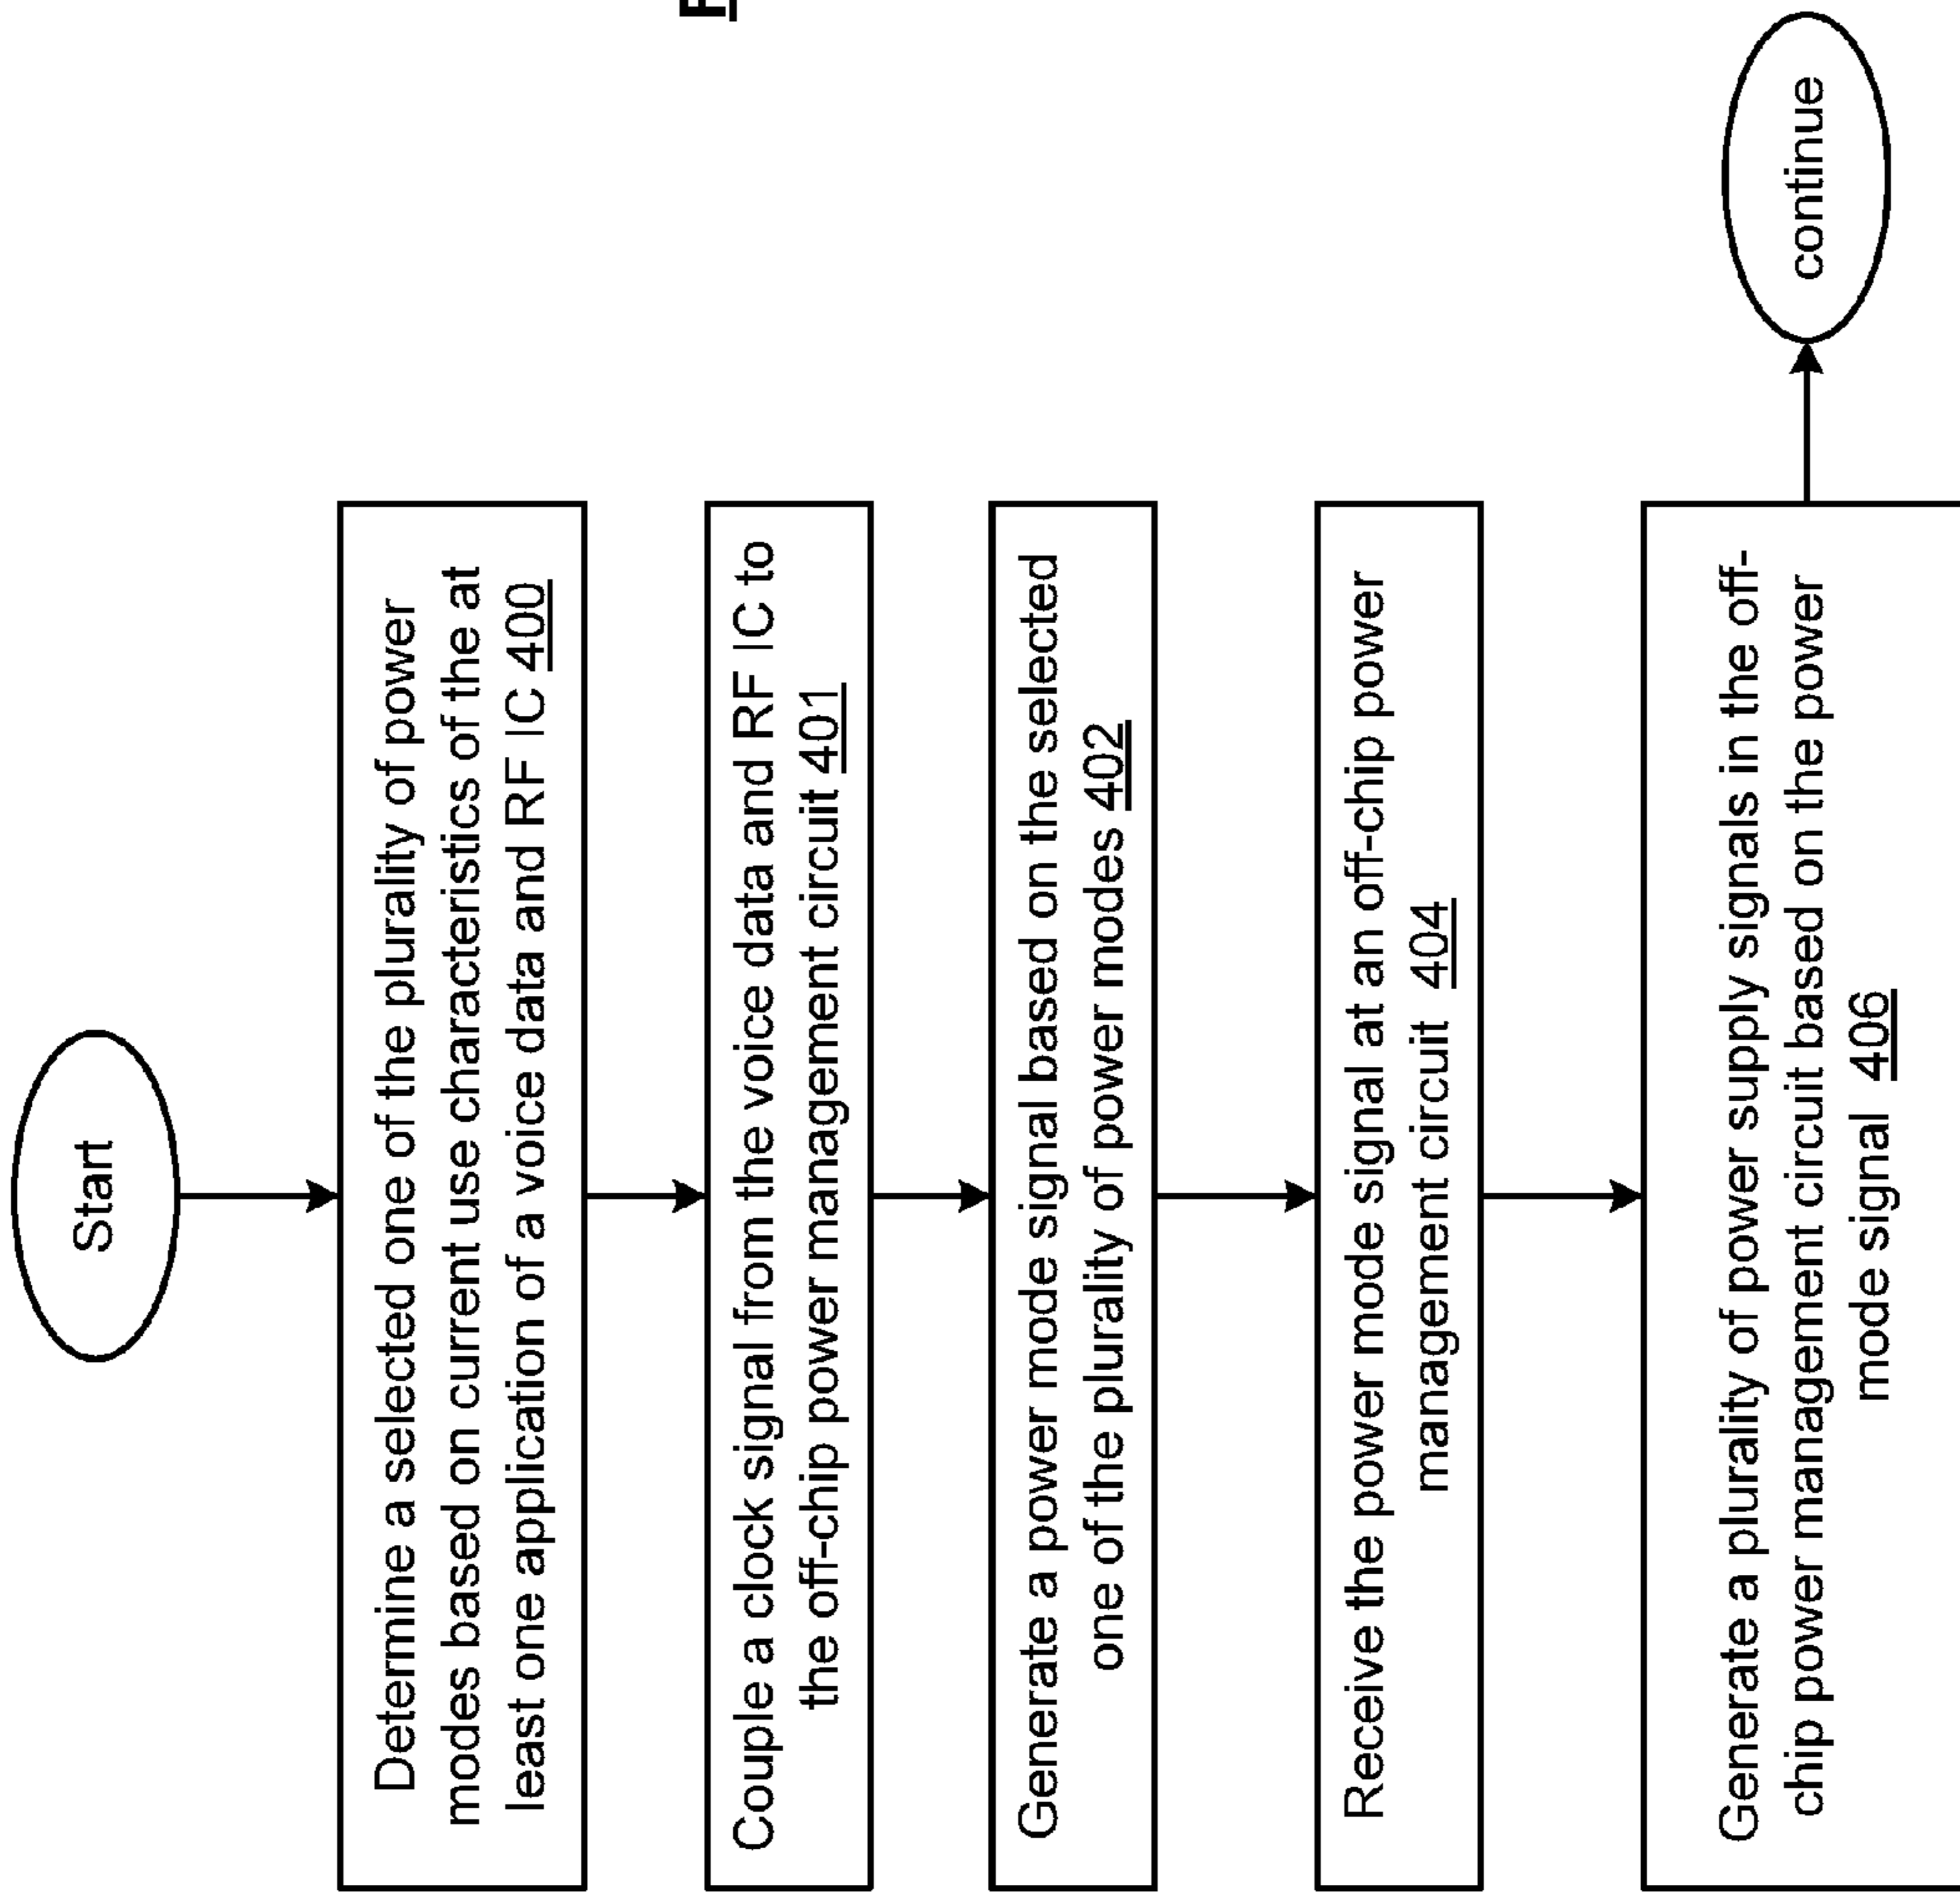 Start
Determine a selected one of the plurality of power
modes based on current use characteristics of the at
least one application of a voice data and RF IC 400
Couple a clock signal from the voice data and RF IC to
the off-chip power management circuit 401
Generate a power mode signal based on the selected
one of the plurality of power modes 402
Receive the power mode signal at an off-chip power
management circuit 404
Generate a plurality of power supply signals in the off-
chip power management circuit based on the power
mode signal 406
continue